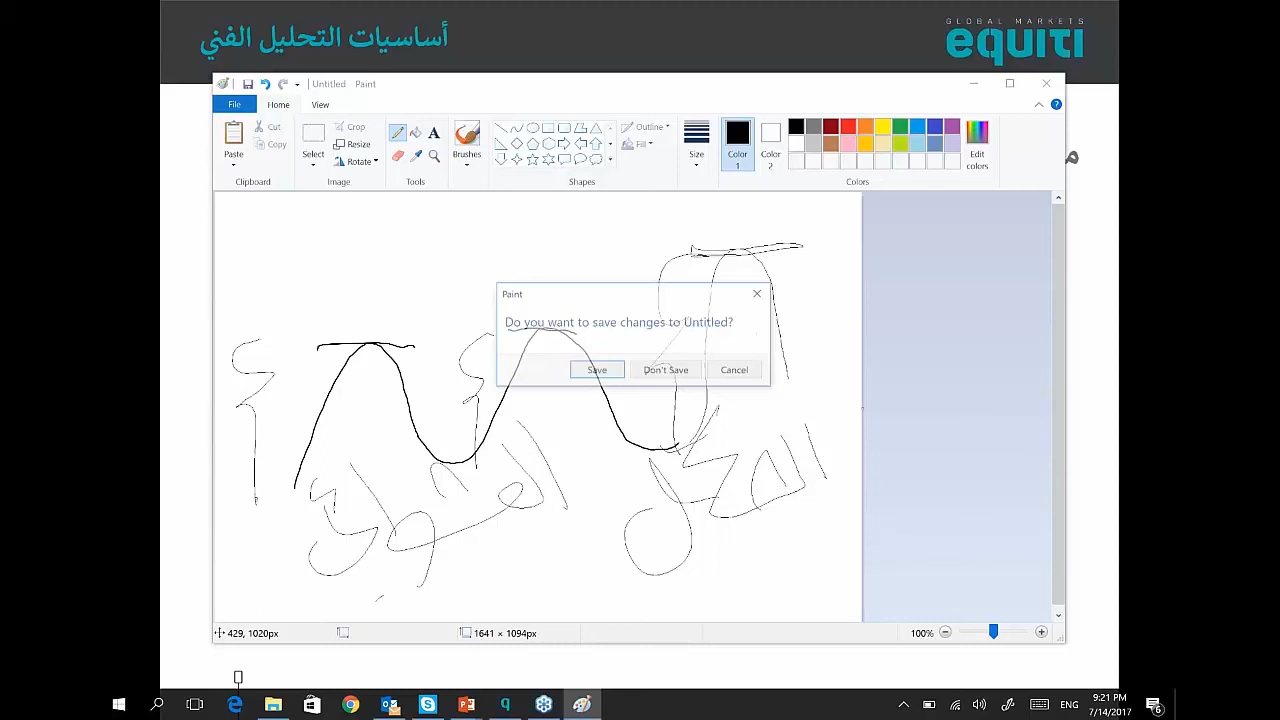 أساسيات التحليل الفني
GLOBAL MARKETS
equiti
Untitled Paint
File Home View
Paste
Cut
Copy
Clipboard
Select
Crop
Resize
Rotate
Image
A
Tools
Brushes
Outline
Fill
Shapes
Size
Color 1
Color 2
Edit colors
Colors
Paint
Do you want to save changes to Untitled?
Save Don't Save Cancel
429, 1020px
1641 × 1094px
100%
ENG
9:21 PM
7/14/2017
6